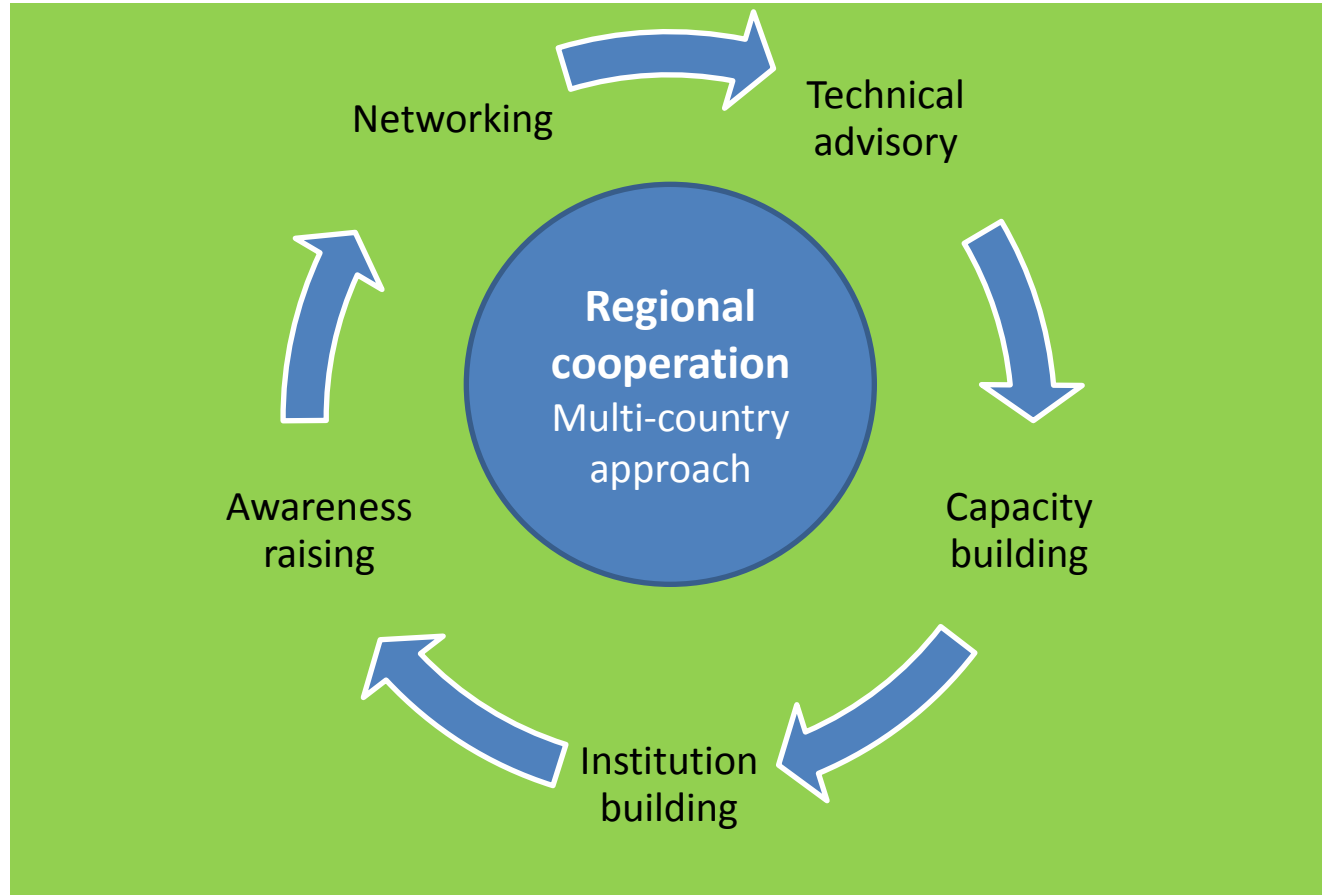 Networking
Technical
advisory
Regional
cooperation
Multi-country
approach
Awareness
raising
Capacity
building
Institution
building